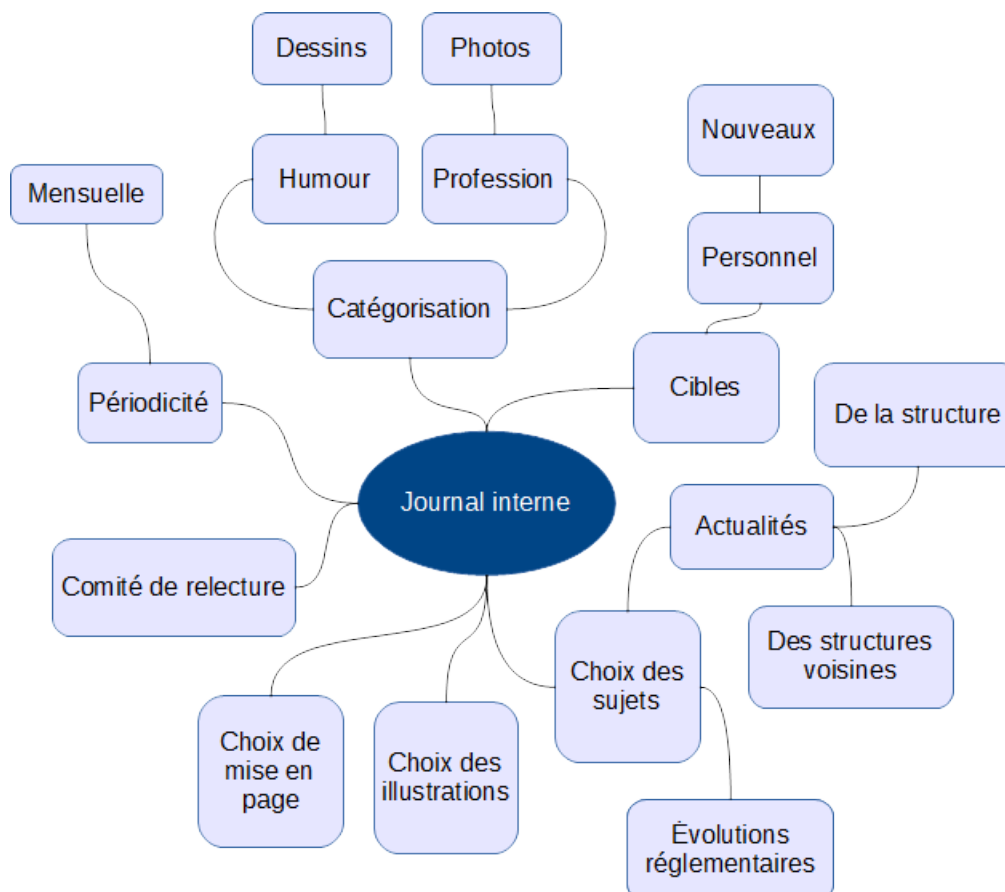 Dessins
Photos
Nouveaux
Humour
Profession
Mensuelle
Personnel
Catégorisation
Cibles
Périodicité
De la structure
Journal interne
Actualités
Comité de relecture
Des structures
voisines
Choix des
sujets
Choix de
mise en
page
Choix des
illustrations
Évolutions
réglementaires